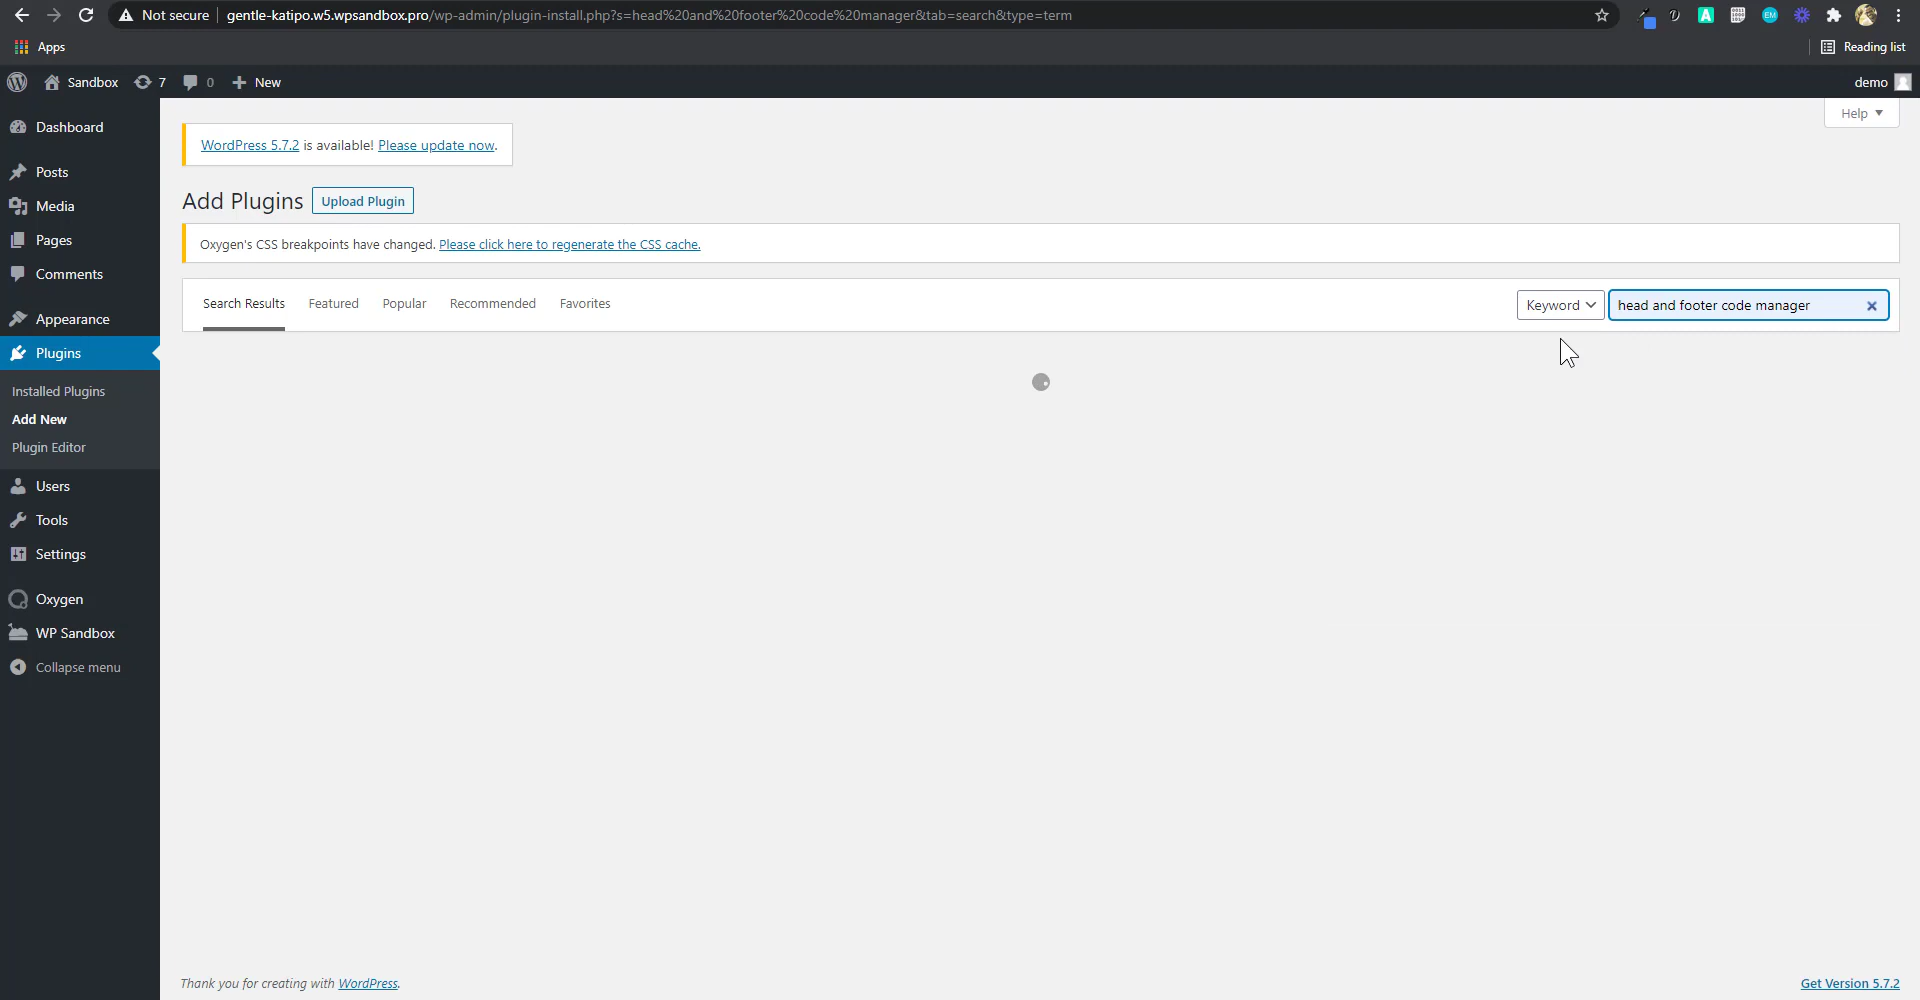 Not secure
gentle-katipo.w5.wpsandbox.pro/wp-admin/plugin-install.php?s=head%20and%20footer%20code%20manager&tab=search&type=term
A
EM
Apps
Reading list
Sandbox
7
0
New
demo
Help
Dashboard
Posts
Media
Pages
Comments
Appearance
Plugins
Installed Plugins
Add New
Plugin Editor
Users
Tools
Settings
Oxygen
WP Sandbox
Collapse menu
WordPress 5.7.2 is available! Please update now.
Add Plugins
Upload Plugin
Oxygen's CSS breakpoints have changed. Please click here to regenerate the CSS cache.
Search Results
Featured
Popular
Recommended
Favorites
Keyword
head and footer code manager
Thank you for creating with WordPress.
Get Version 5.7.2